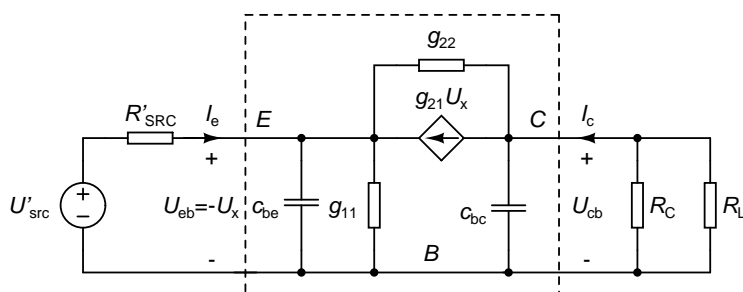 g22
R'SRC
Ie
E
g21Ux
C
Ic
+
+
+
−
U'src
Ueb=-Ux
cbe
g11
cbc
Ucb
RC
RL
-
B
-